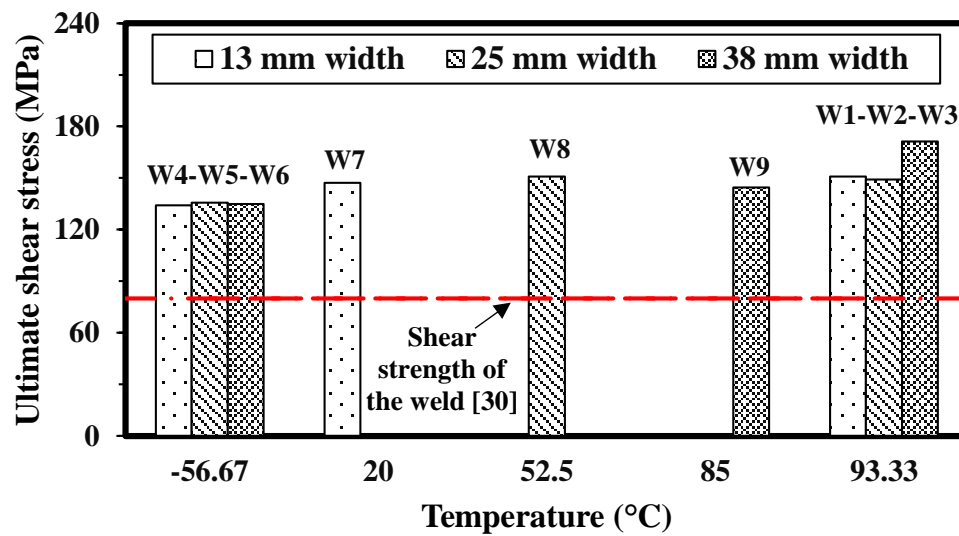 Ultimate shear stress (MPa)
240
180
120
60
0
13 mm width 25 mm width 38 mm width
W4-W5-W6
W7
W8
W9
W1-W2-W3
Shear
strength of
the weld [30]
-56.67 20 52.5 85 93.33
Temperature (°C)